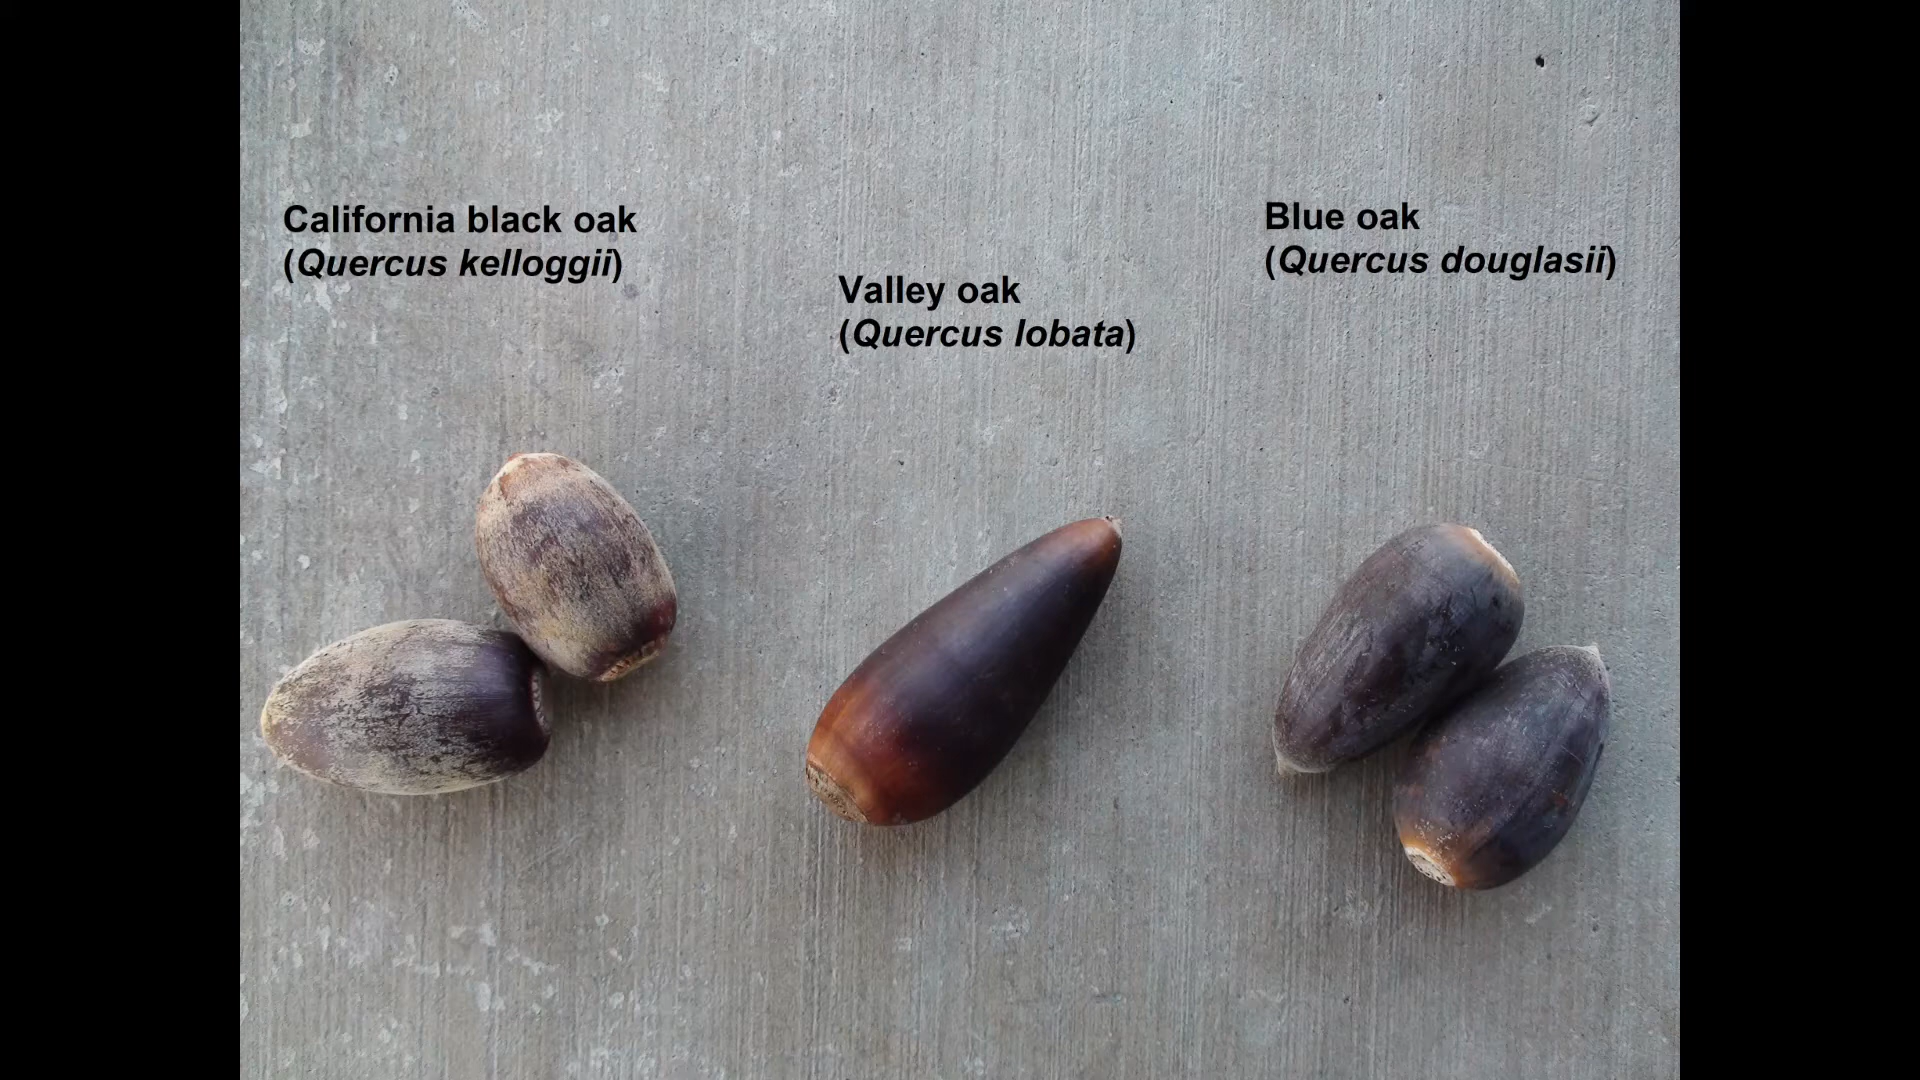 California black oak
(Quercus kelloggii)
Valley oak
(Quercus lobata)
Blue oak
(Quercus douglasii)